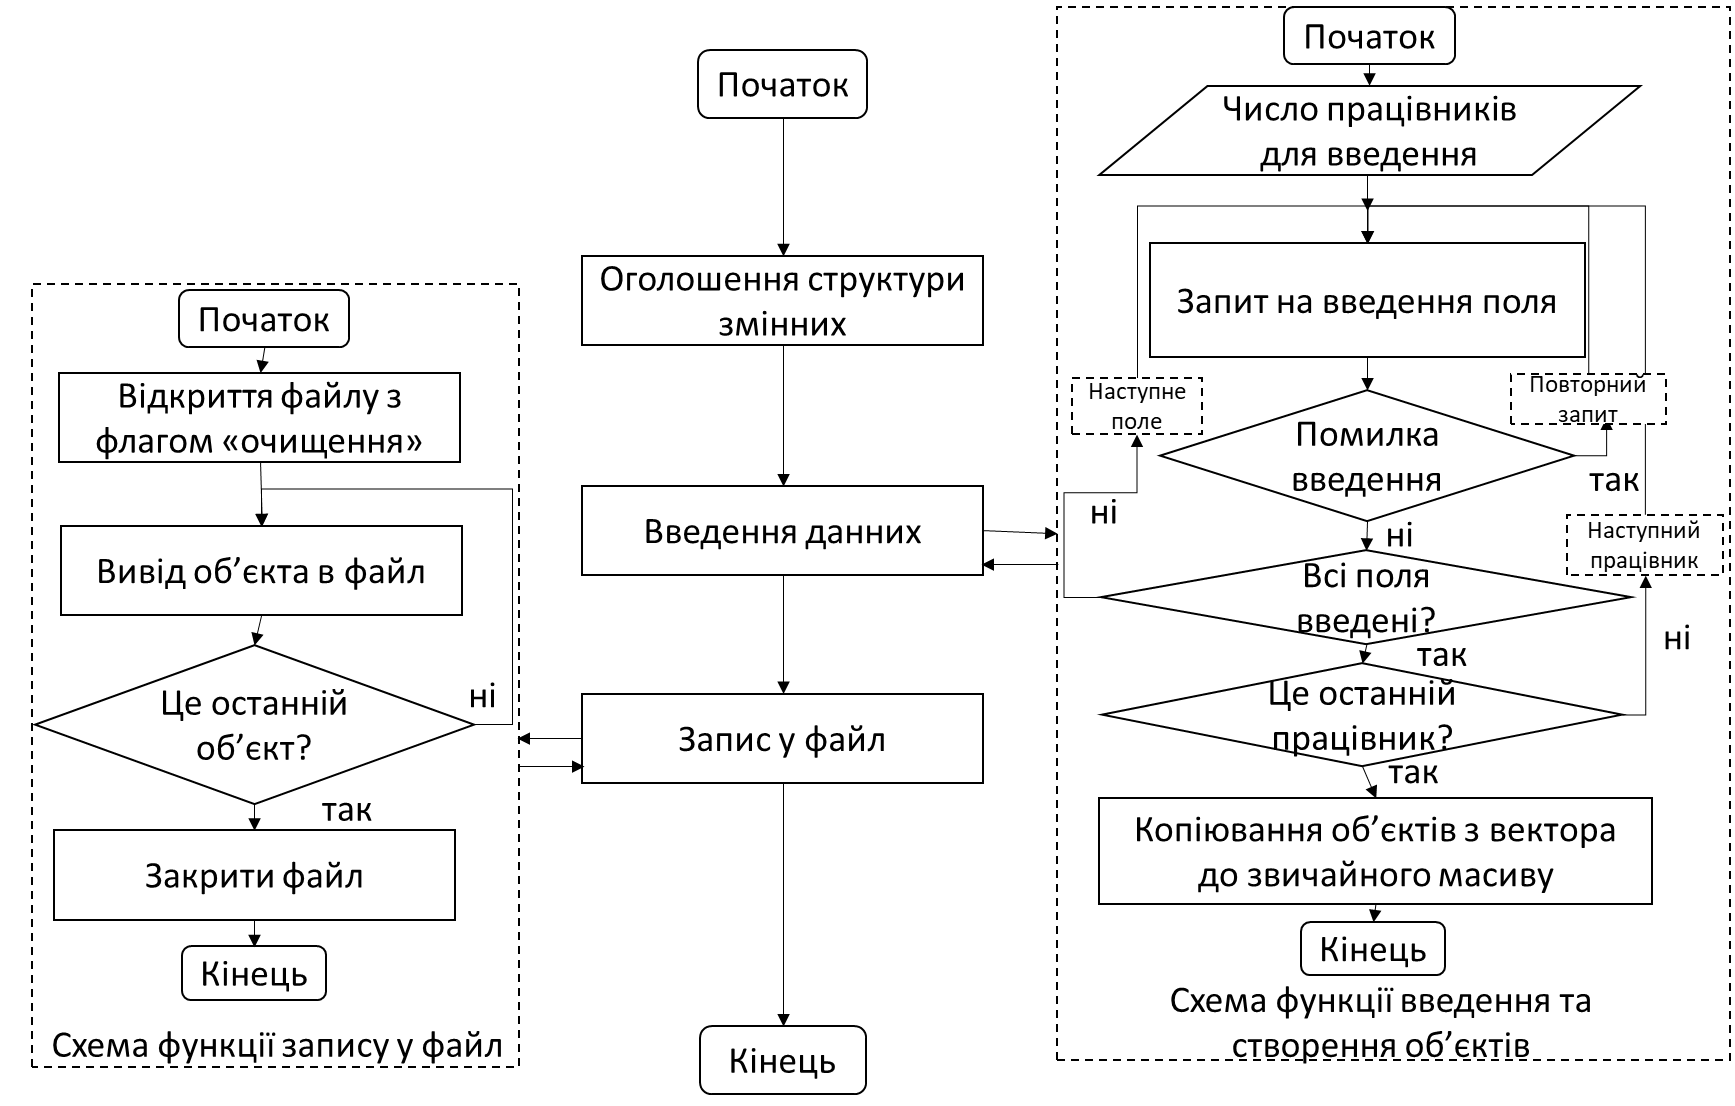 Початок
Відкриття файлу з
флагом «очищення»
Вивід об’єкта в файл
Це останній
об’єкт?
ні
так
Закрити файл
Кінець
Схема функції запису у файл
Початок
Оголошення структури
змінних
Введення данних
Запис у файл
Кінець
Початок
Число працівників
для введення
Запит на введення поля
Наступне
поле
Повторний
запит
Помилка
введення
так
ні
ні
Наступний
працівник
Всі поля
введені?
ні
так
Це останній
працівник?
так
Копіювання об’єктів з вектора
до звичайного масиву
Кінець
Схема функції введення та
створення об’єктів